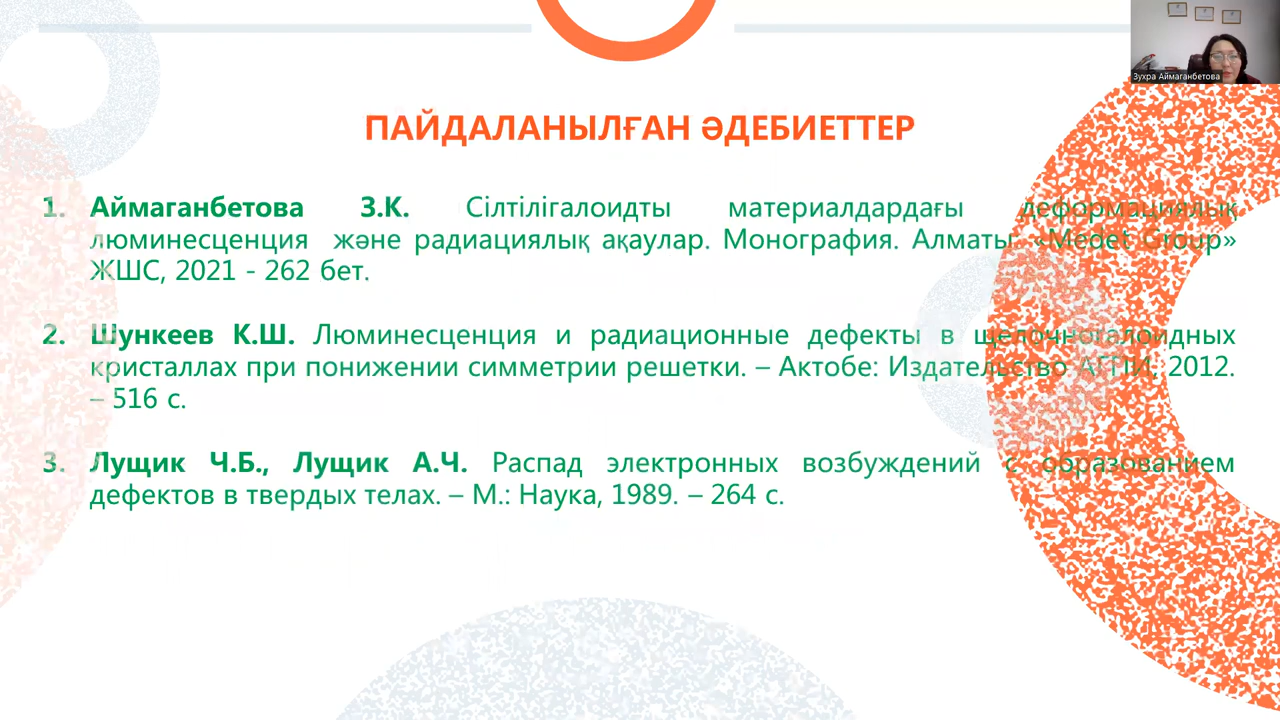 Зухра Аймаганбетова
ПАЙДАЛАНЫЛҒАН ӘДЕБИЕТТЕР
1. Аймаганбетова З.К. Сілтілігалоидты материалдардағы деформациялық
люминесценция және радиациялық ақаулар. Монография. Алматы: «Medet Group»
ЖШС, 2021 - 262 бет.
2. Шункеев К.Ш. Люминесценция и радиационные дефекты в щелочногалоидных
кристаллах при понижении симметрии решетки. – Актобе: Издательство АГПИ, 2012.
– 516 с.
3. Лущик Ч.Б., Лущик А.Ч. Распад электронных возбуждений с образованием
дефектов в твердых телах. – М.: Наука, 1989. – 264 с.